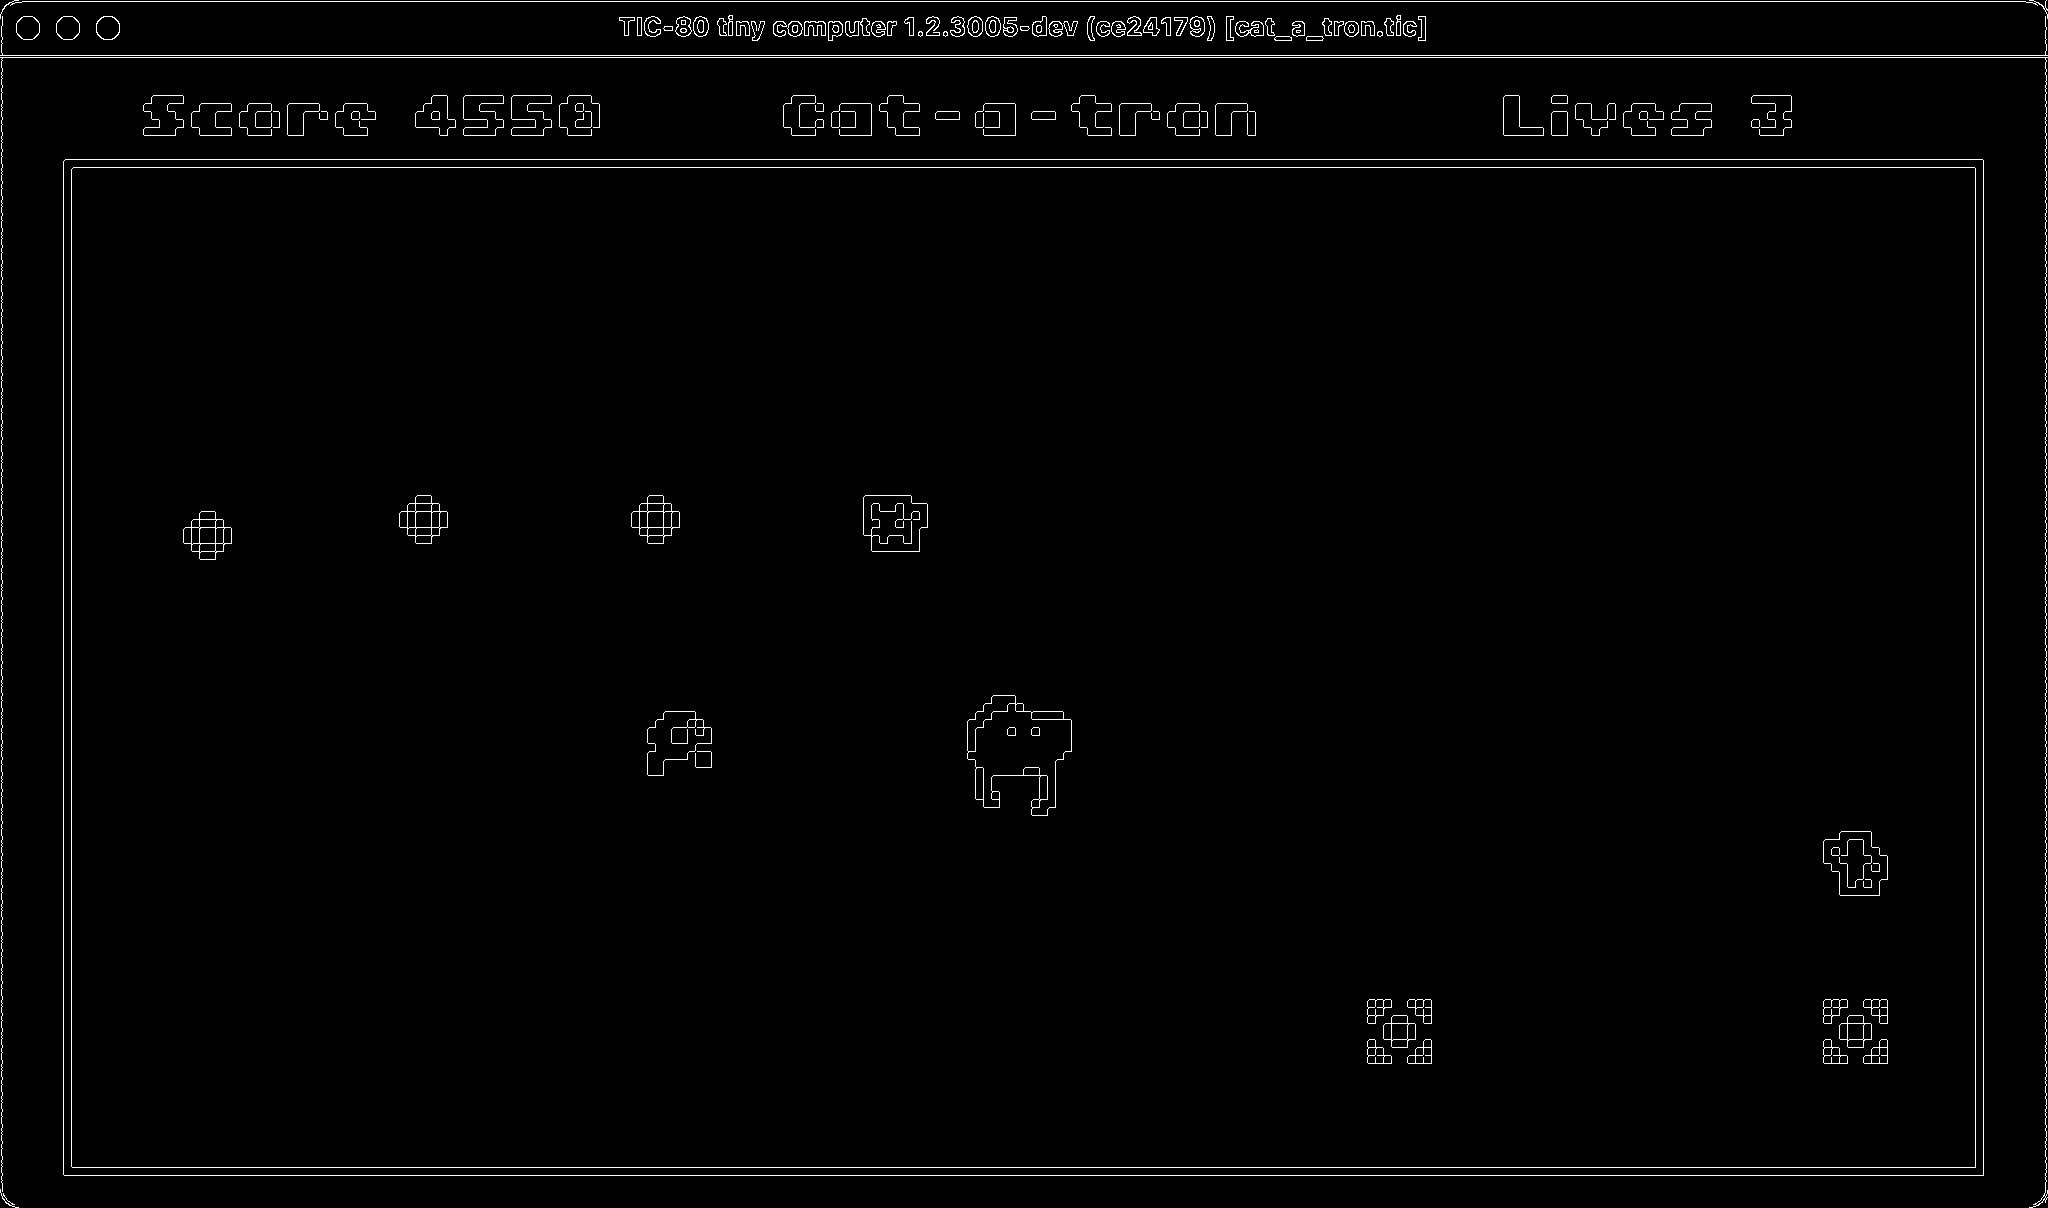 TIC-80 tiny computer 1.2.3005-dev (ce24179) [cat_a_tron.tic]
Score 4550 Cat-a-tron Lives 3